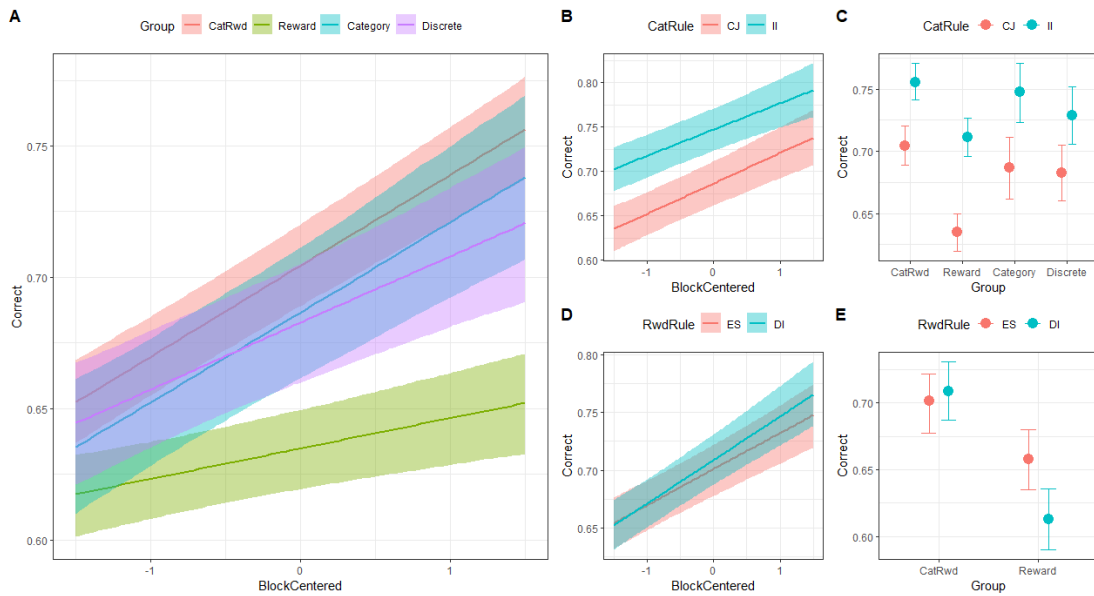 A
Group CatRwd Reward Category Discrete
Correct
0.75
0.70
0.65
0.60
-1 0 1
BlockCentered
B
CatRule CJ II
Correct
0.80
0.75
0.70
0.65
0.60
-1 0 1
BlockCentered
C
CatRule CJ II
Correct
0.75
0.70
0.65
CatRwd Reward Category Discrete
Group
D
RwdRule ES DI
Correct
0.80
0.75
0.70
0.65
-1 0 1
BlockCentered
E
RwdRule ES DI
Correct
0.70
0.65
0.60
CatRwd Reward
Group